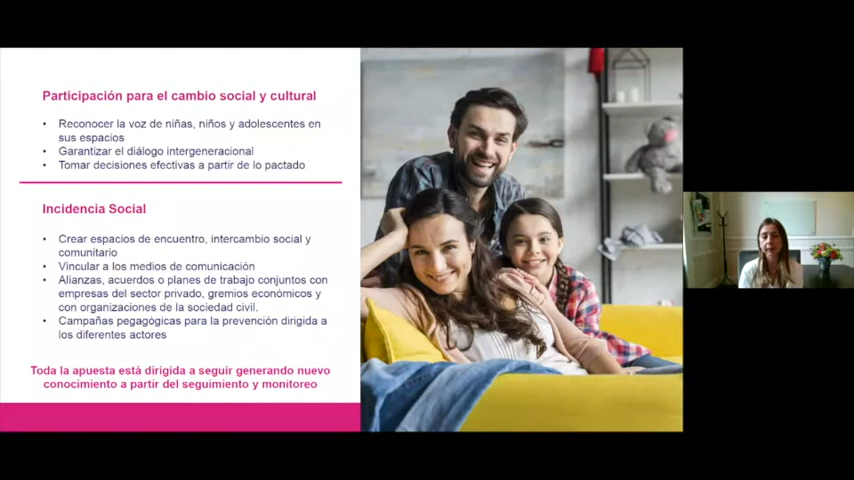 Participación para el cambio social y cultural
• Reconocer la voz de niñas, niños y adolescentes en
sus espacios
• Garantizar el diálogo intergeneracional
• Tomar decisiones efectivas a partir de lo pactado
Incidencia Social
• Crear espacios de encuentro, intercambio social y
comunitario
• Vincular a los medios de comunicación
• Alianzas, acuerdos o planes de trabajo conjuntos con
empresas del sector privado, gremios económicos y
con organizaciones de la sociedad civil.
• Campañas pegagógicas para la prevención dirigida a
los diferentes actores
Toda la apuesta está dirigida a seguir generando nuevo
conocimiento a partir del seguimiento y monitoreo